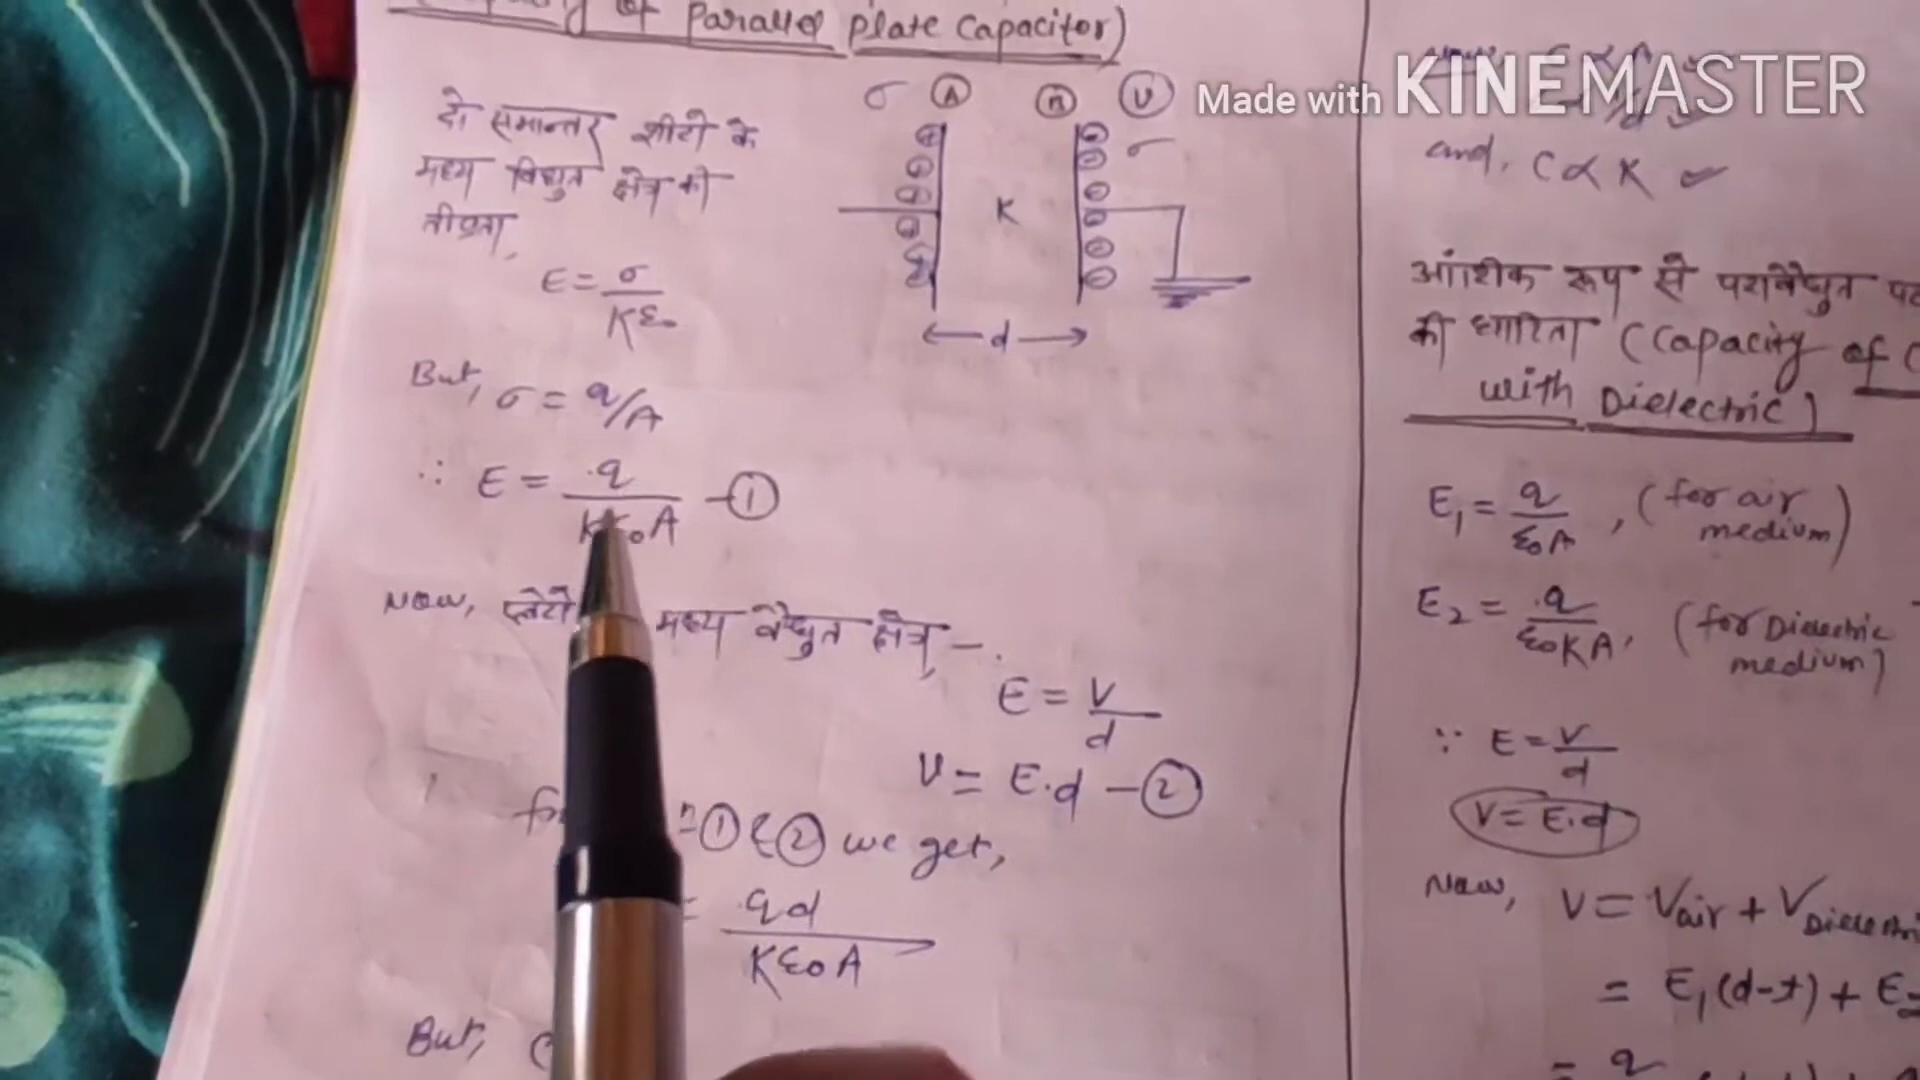 of Parallel Plate Capacitor)
दो समान्तर शीटो के
मध्य विद्युत क्षेत्र की
तीव्रता,
E = σ/Kε₀
But, σ = q/A
∴ E = q/Kε₀A —①
Now, प्लेटो मध्य वैद्युत क्षेत्र —
E = V/d
V = E.d —②
=① & ② we get,
= qd/Kε₀A
But, C
σ A B V
K σ
← d →
Made with KINEMASTER
and, C ∝ K ✓
आंशिक रूप से परावैद्युत
की धारिता (Capacity of
with Dielectric)
E₁ = q/ε₀A, (for air medium)
E₂ = q/ε₀KA, (for Dielectric medium)
∵ E = V/d
V = E.d
Now, V = Vair + VDielectri
= E₁(d-t) + E₂
= q